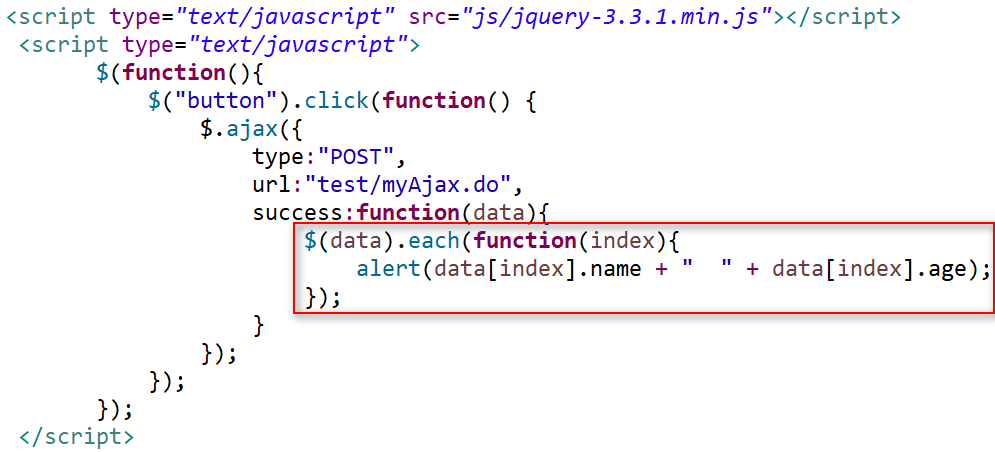 <script type="text/javascript" src="js/jquery-3.3.1.min.js"></script>
<script type="text/javascript">
$(function(){
$("button").click(function() {
$.ajax({
type:"POST",
url:"test/myAjax.do",
success:function(data){
$(data).each(function(index){
alert(data[index].name + "  " + data[index].age);
});
}
});
});
});
</script>